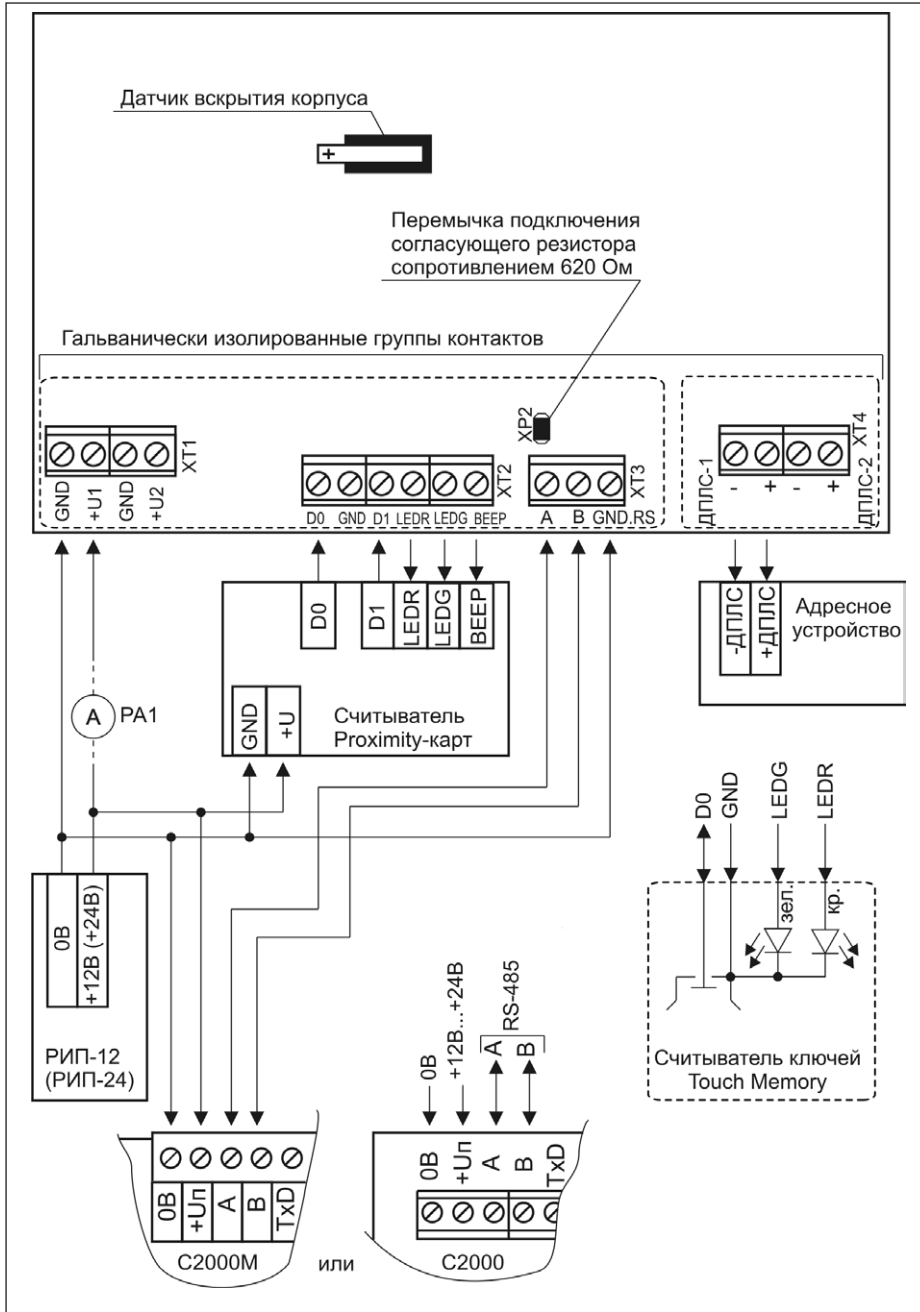 Датчик вскрытия корпуса
+
Перемычка подключения
согласующего резистора
сопротивлением 620 Ом
Гальванически изолированные группы контактов
XT1
GND
+U1
GND
+U2
XT2
D0 GND D1 LEDR LEDG BEEP
XP2
XT3
A B GND.RS
XT4
ДПЛС-1
- + - +
ДПЛС-2
D0
D1
LEDR
LEDG
BEEP
GND
+U
Считыватель
Proximity-карт
-ДПЛС
+ДПЛС
Адресное
устройство
A PA1
0В
+12В (+24В)
РИП-12
(РИП-24)
D0
GND
LEDG
LEDR
зел.
кр.
Считыватель ключей
Touch Memory
0В
+12В...+24В
RS-485
A
B
0В
+Uп
A
B
TxD
С2000М
или
0В
+Uп
A
B
TxD
С2000